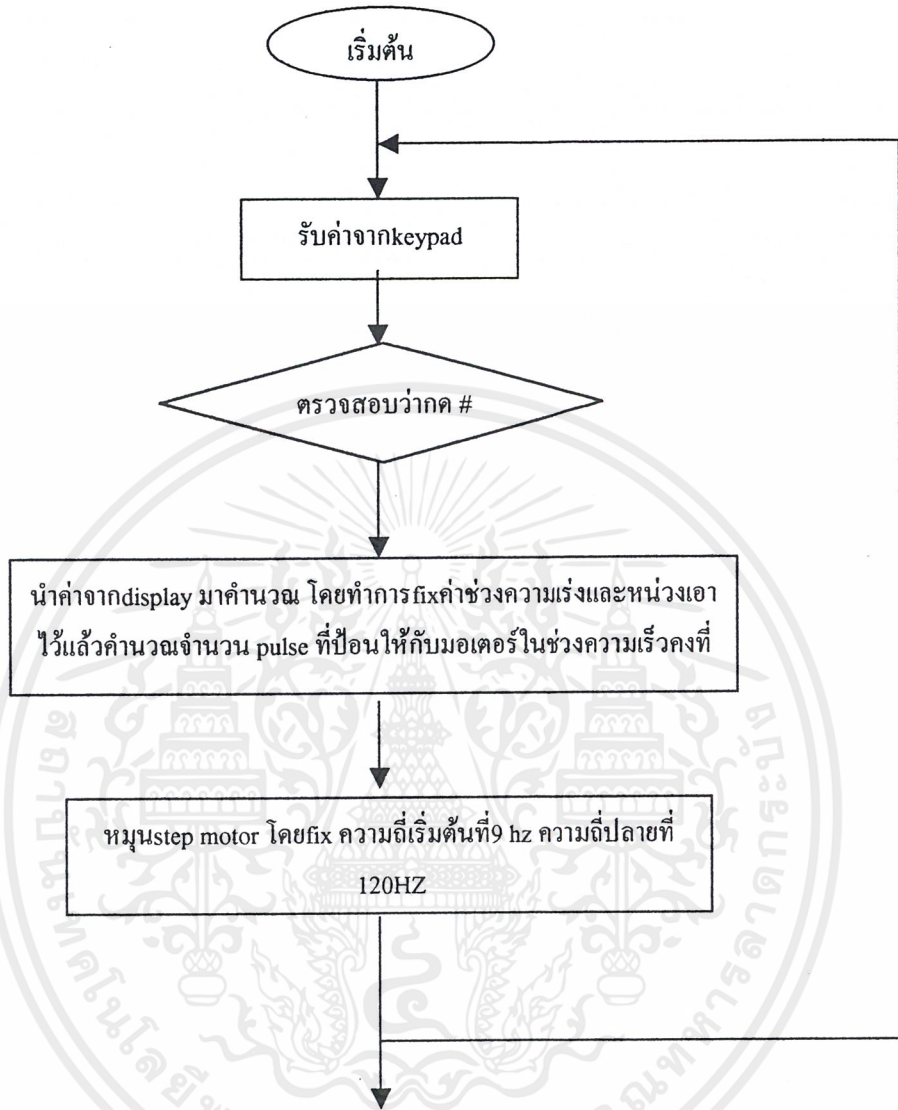 เริ่มต้น
รับค่าจากkeypad
ตรวจสอบว่ากด #
นำค่าจากdisplay มาคำนวณ โดยทำการfixค่าช่วงความเร่งและหน่วงเอา
ไว้แล้วคำนวณจำนวน pulse ที่ป้อนให้กับมอเตอร์ในช่วงความเร็วคงที่
หมุนstep motor โดยfix ความถี่เริ่มต้นที่9 hz ความถี่ปลายที่
120HZ